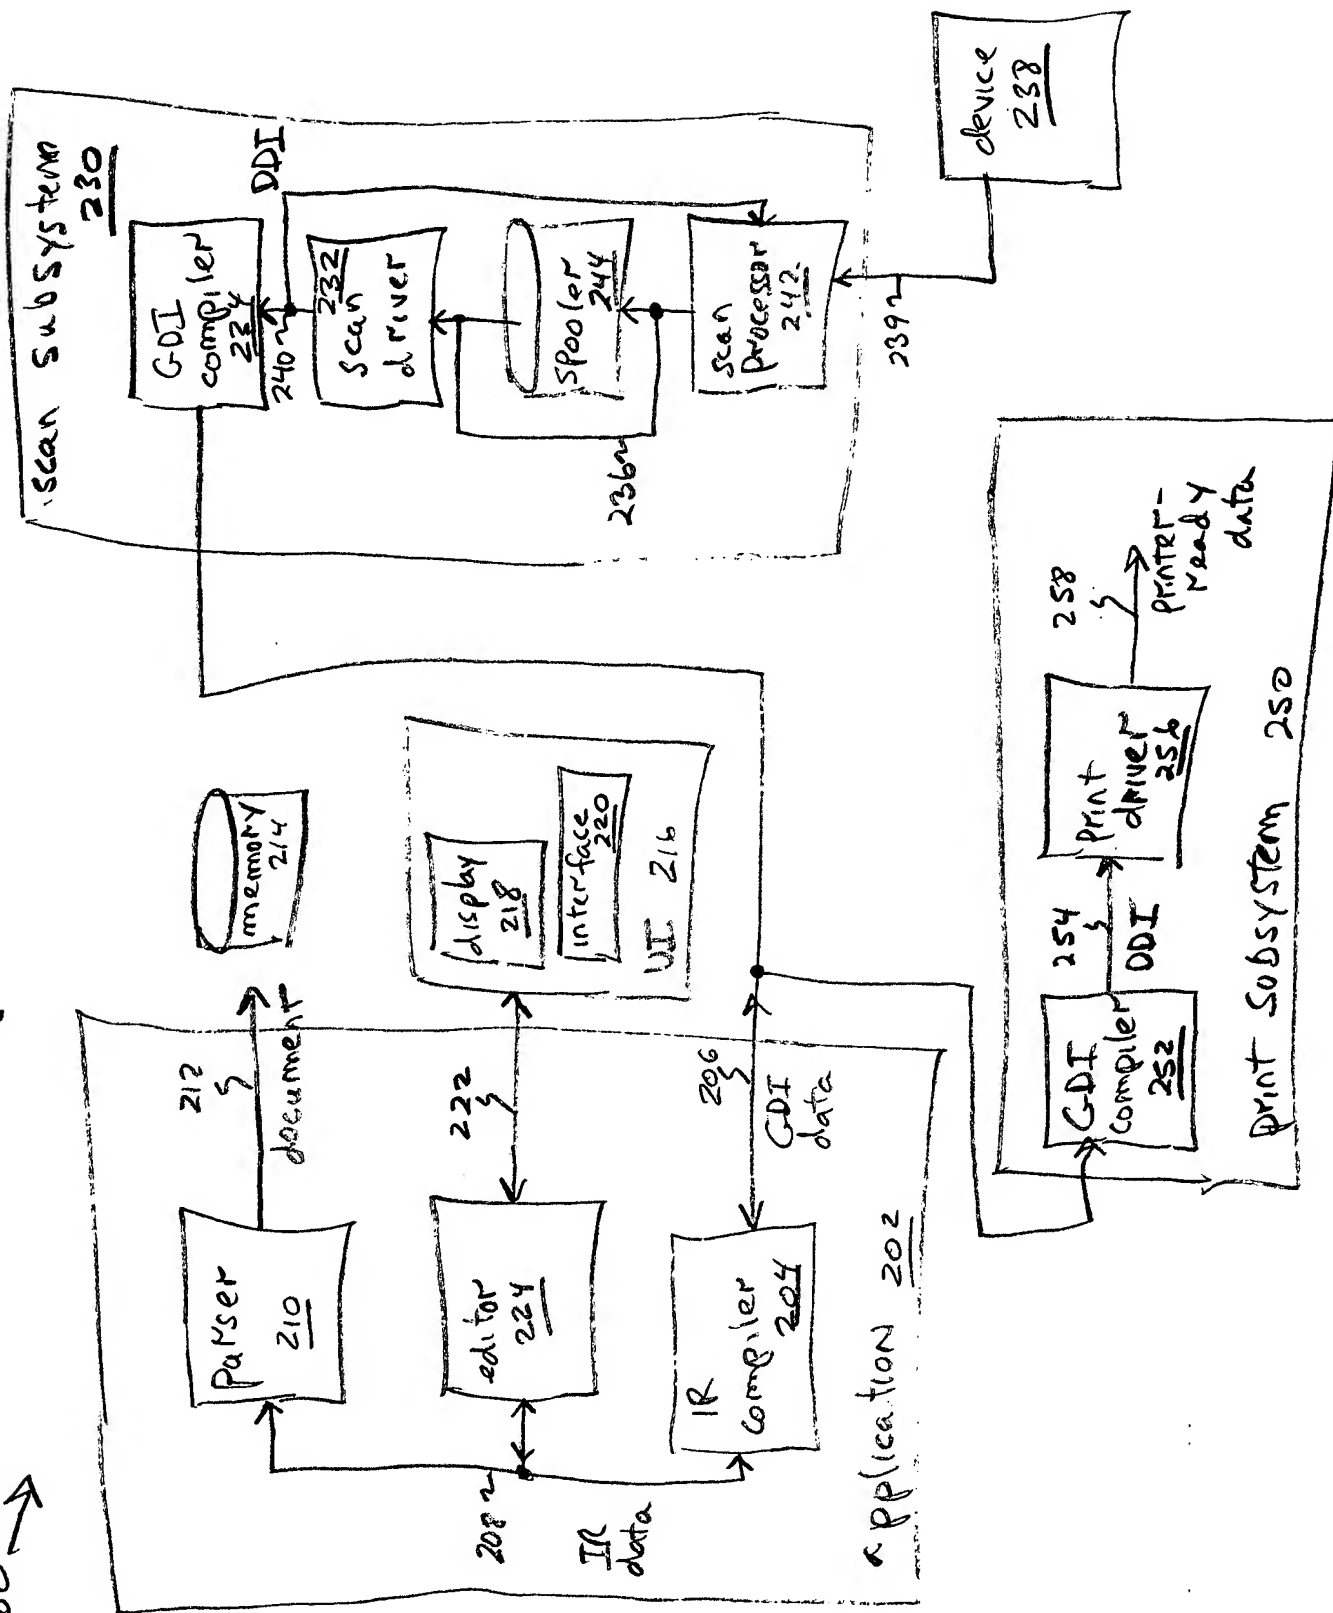 208
IR
data
Parser
210
212
document
memory
214
editor
224
222
display
218
interface
220
UI 216
IR
compiler
204
206
GDI
data
application 202
scan subsystem
230
GDI
compiler
234
240
DDI
232
scan
driver
spooler
244
236
scan
processor
242
239
device
238
GDI
compiler
252
254
DDI
print
driver
256
258
printer-
ready
data
print subsystem 250